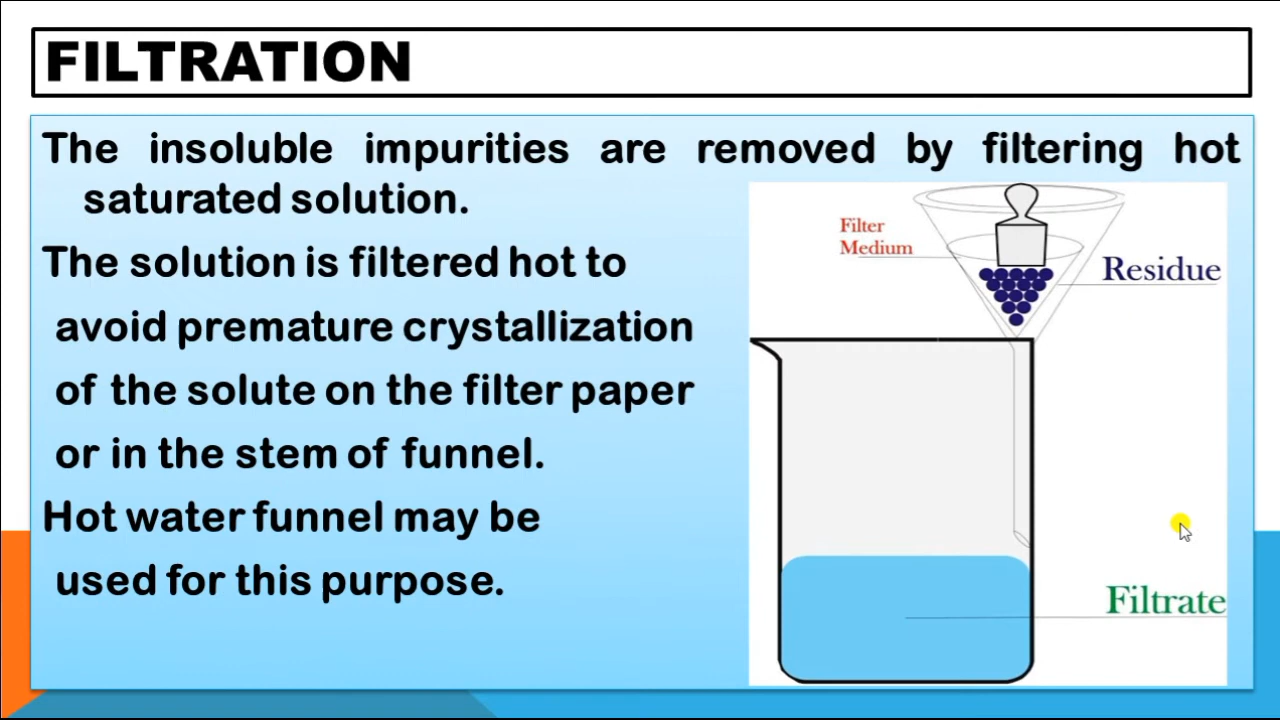 FILTRATION
The insoluble impurities are removed by filtering hot
saturated solution.
The solution is filtered hot to
avoid premature crystallization
of the solute on the filter paper
or in the stem of funnel.
Hot water funnel may be
used for this purpose.
Filter
Medium
Residue
Filtrate